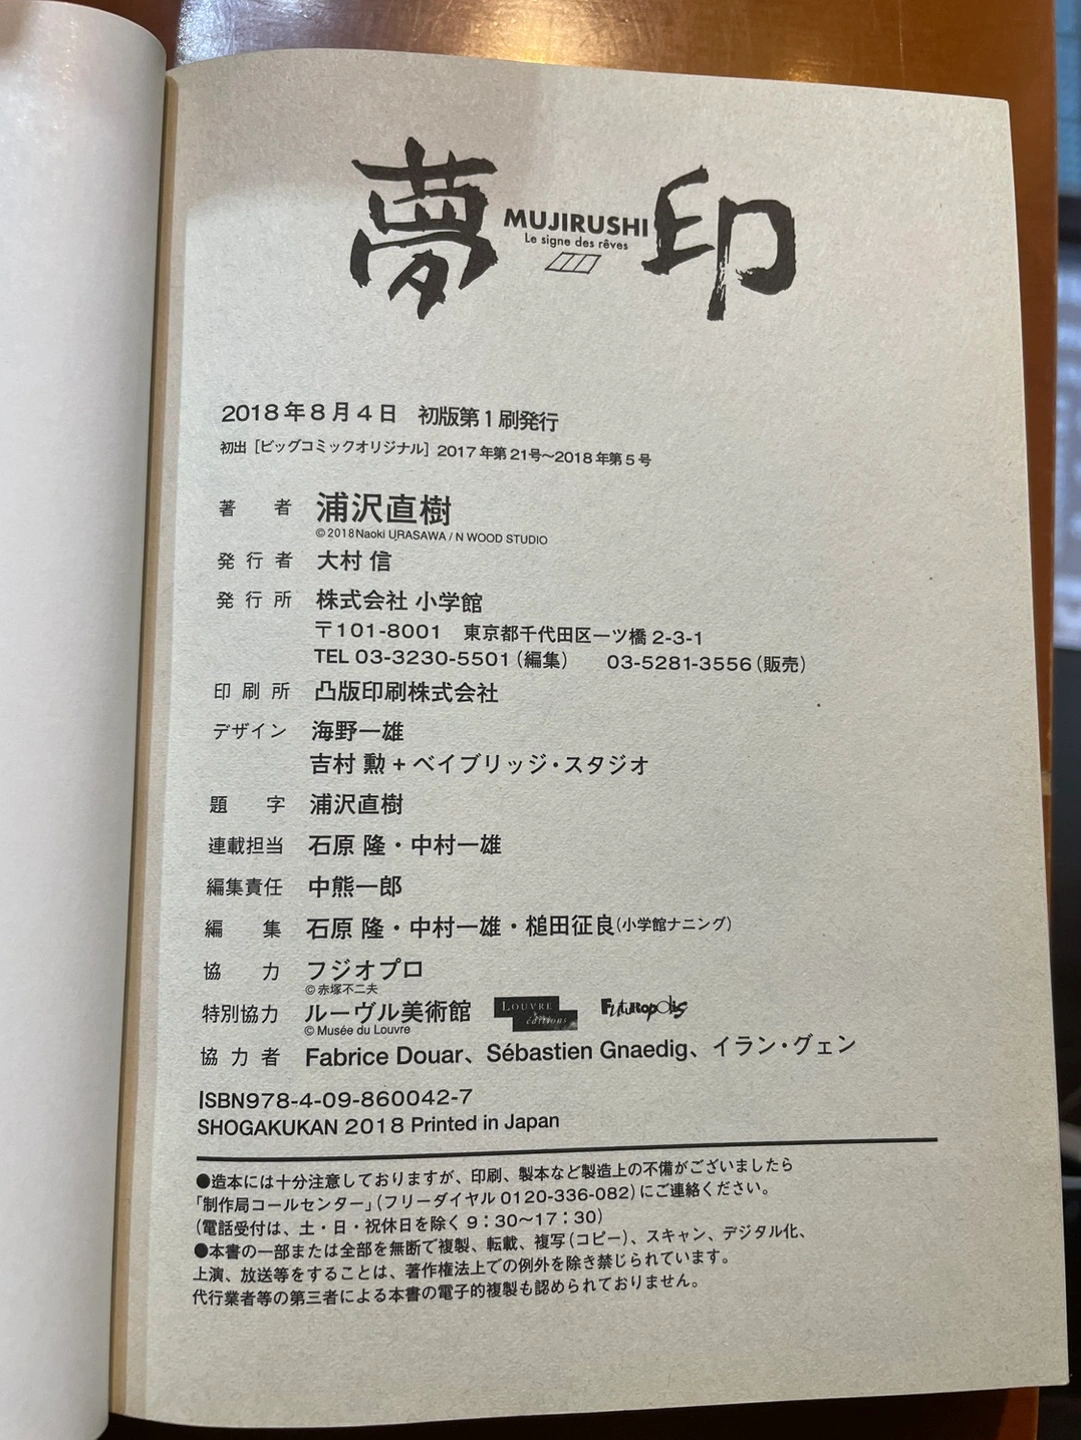 夢印
MUJIRUSHI
Le signe des rêves
2018年8月4日 初版第1刷発行
初出［ビッグコミックオリジナル］2017年第21号～2018年第5号
著者 浦沢直樹
©2018Naoki URASAWA / N WOOD STUDIO
発行者 大村 信
発行所 株式会社 小学館
〒101-8001 東京都千代田区一ツ橋 2-3-1
TEL 03-3230-5501（編集） 03-5281-3556（販売）
印刷所 凸版印刷株式会社
デザイン 海野一雄
吉村 勲 + ベイブリッジ・スタジオ
題字 浦沢直樹
連載担当 石原 隆・中村一雄
編集責任 中熊一郎
編集 石原 隆・中村一雄・槌田征良（小学館ナニング）
協力 フジオプロ
©赤塚不二夫
特別協力 ルーヴル美術館 LOUVRE éditions Futuropolis
© Musée du Louvre
協力者 Fabrice Douar、Sébastien Gnaedig、イラン・グェン
ISBN978-4-09-860042-7
SHOGAKUKAN 2018 Printed in Japan
●造本には十分注意しておりますが、印刷、製本など製造上の不備がございましたら
「制作局コールセンター」（フリーダイヤル 0120-336-082）にご連絡ください。
（電話受付は、土・日・祝休日を除く 9：30～17：30）
●本書の一部または全部を無断で複製、転載、複写（コピー）、スキャン、デジタル化、
上演、放送等をすることは、著作権法上での例外を除き禁じられています。
代行業者等の第三者による本書の電子的複製も認められておりません。